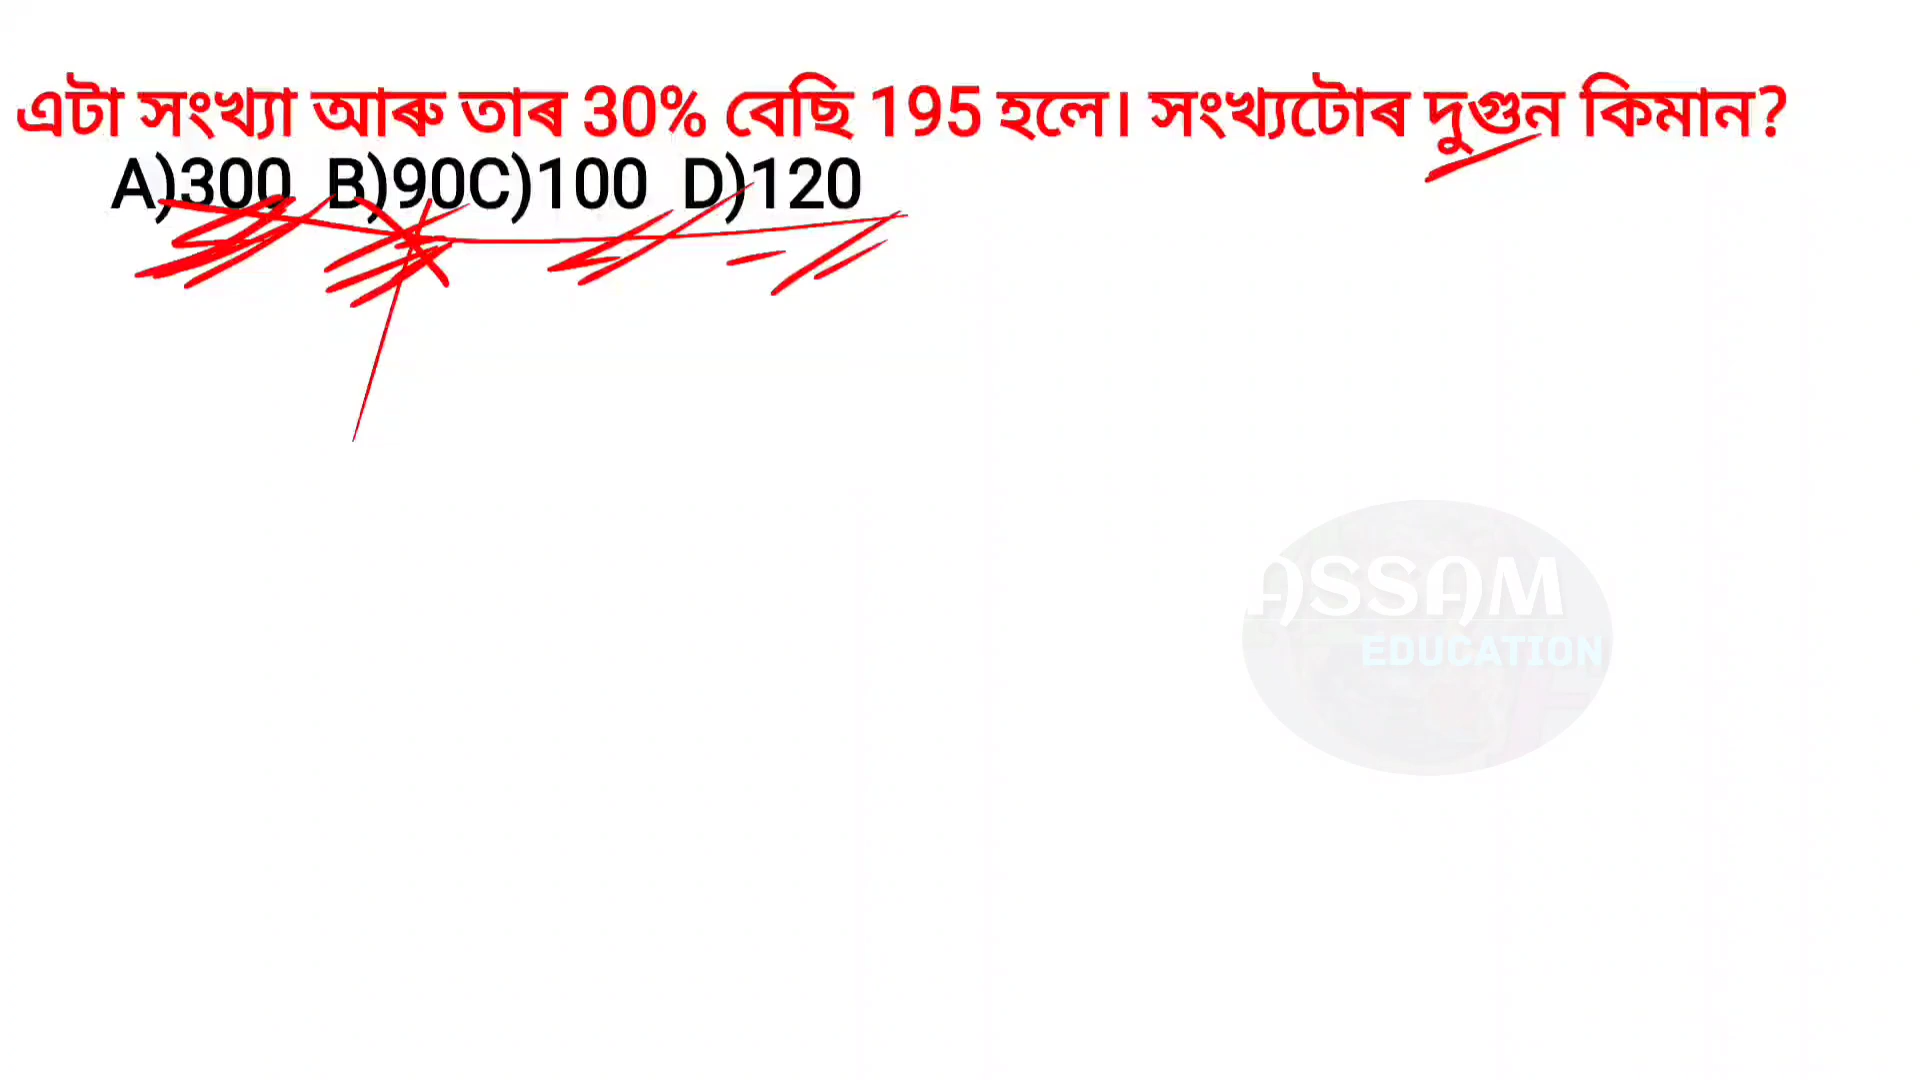 এটা সংখ্যা আৰু তাৰ 30% বেছি 195 হলে। সংখ্যটোৰ দুগুন কিমান?
A)300 B)90C)100 D)120
ASSAM
EDUCATION